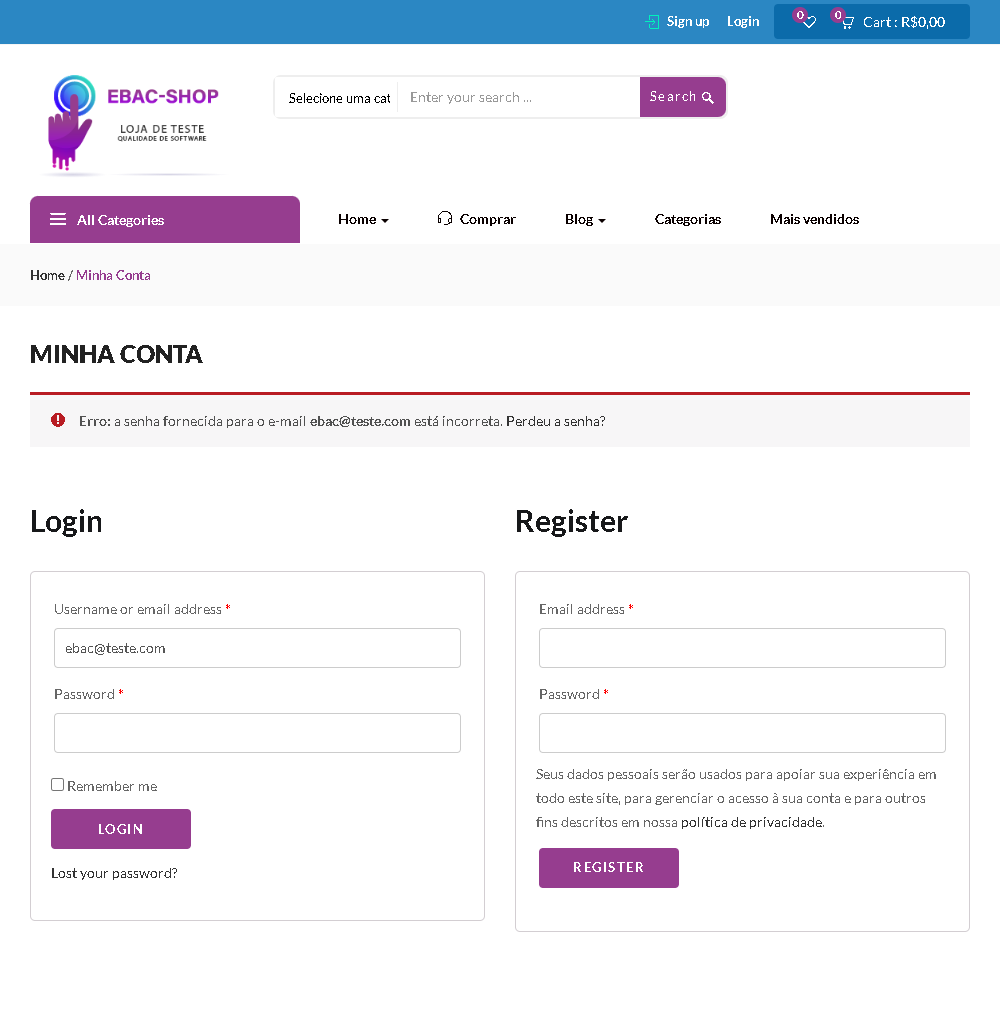 Sign up Login 0 0 Cart : R$0,00
EBAC-SHOP
LOJA DE TESTE
QUALIDADE DE SOFTWARE
Selecione uma cat Enter your search ... Search
All Categories Home Comprar Blog Categorias Mais vendidos
Home / Minha Conta
MINHA CONTA
Erro: a senha fornecida para o e-mail ebac@teste.com está incorreta. Perdeu a senha?
Login
Username or email address *
ebac@teste.com
Password *
Remember me
LOGIN
Lost your password?
Register
Email address *
Password *
Seus dados pessoais serão usados para apoiar sua experiência em
todo este site, para gerenciar o acesso à sua conta e para outros
fins descritos em nossa política de privacidade.
REGISTER